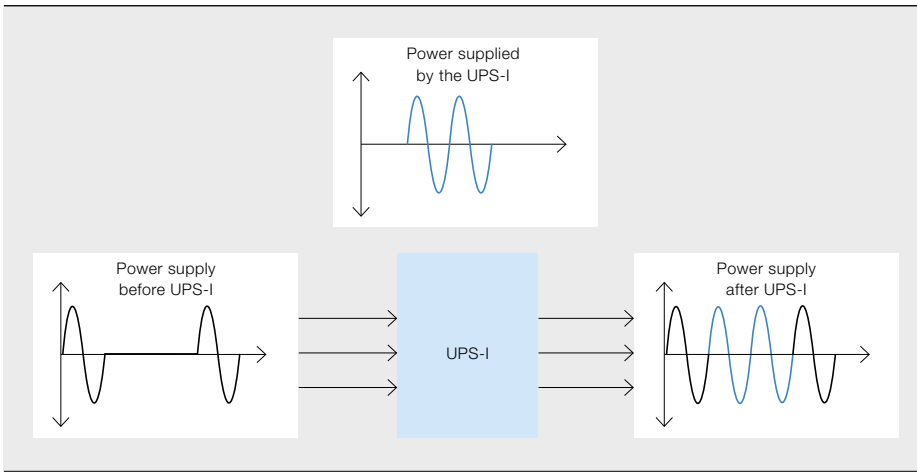 Power supplied
by the UPS-I
Power supply
before UPS-I
UPS-I
Power supply
after UPS-I